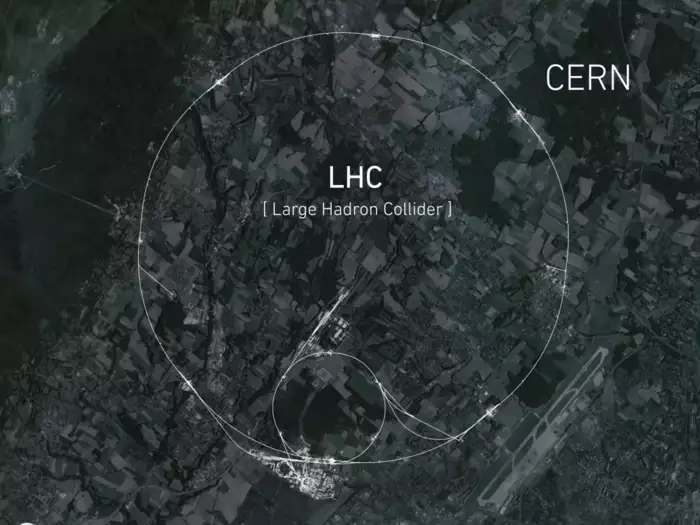 CERN
LHC
[ Large Hadron Collider ]